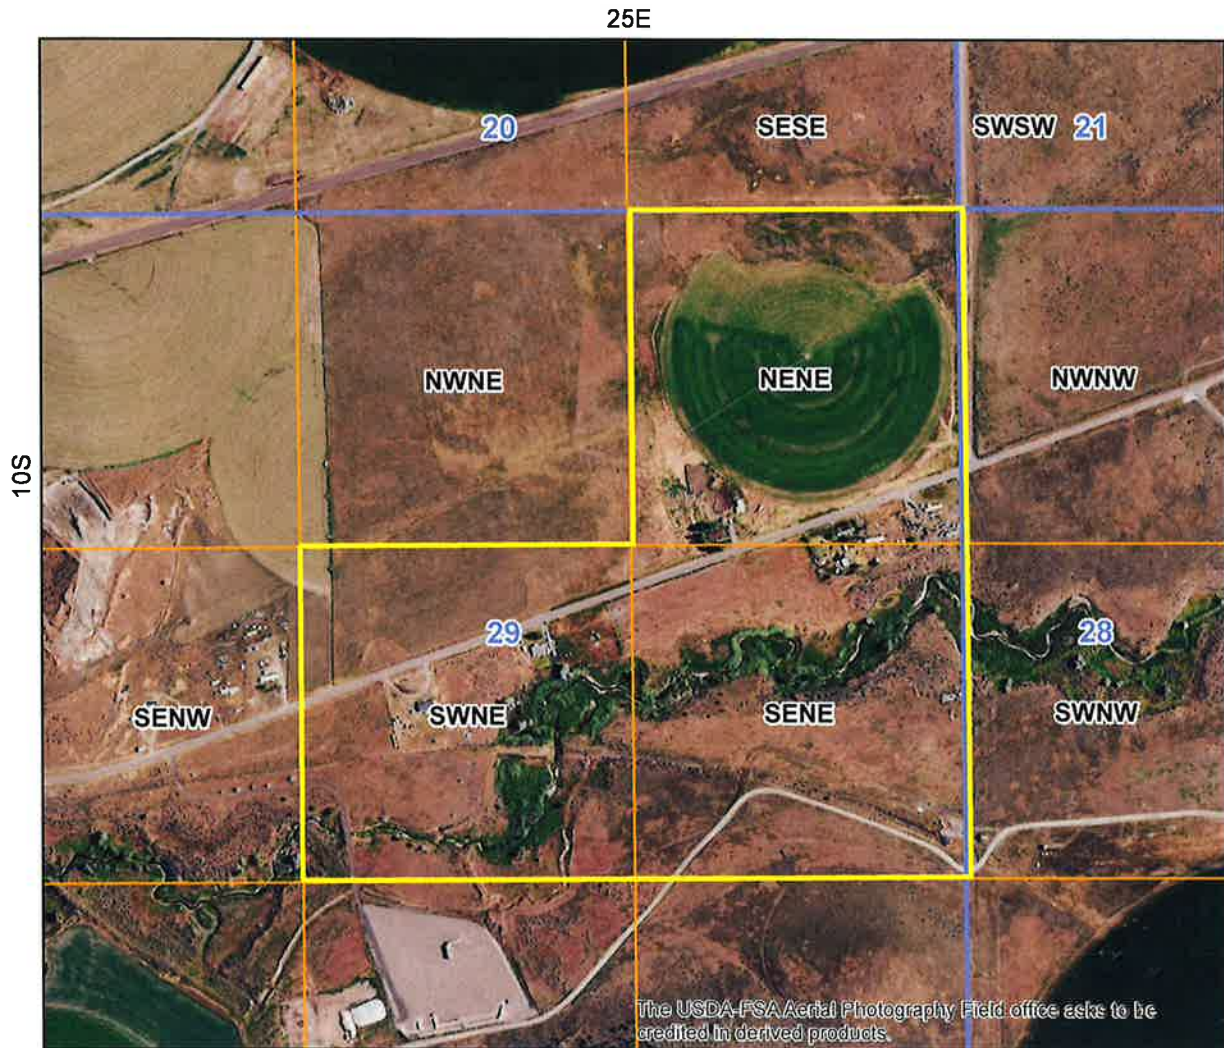 25E
20
SESE
SWSW 21
10S
NWNE
NENE
NWNW
29
28
SENW
SWNE
SENE
SWNW
The USDA-FSA Aerial Photography Field office asks to be
credited in derived products.